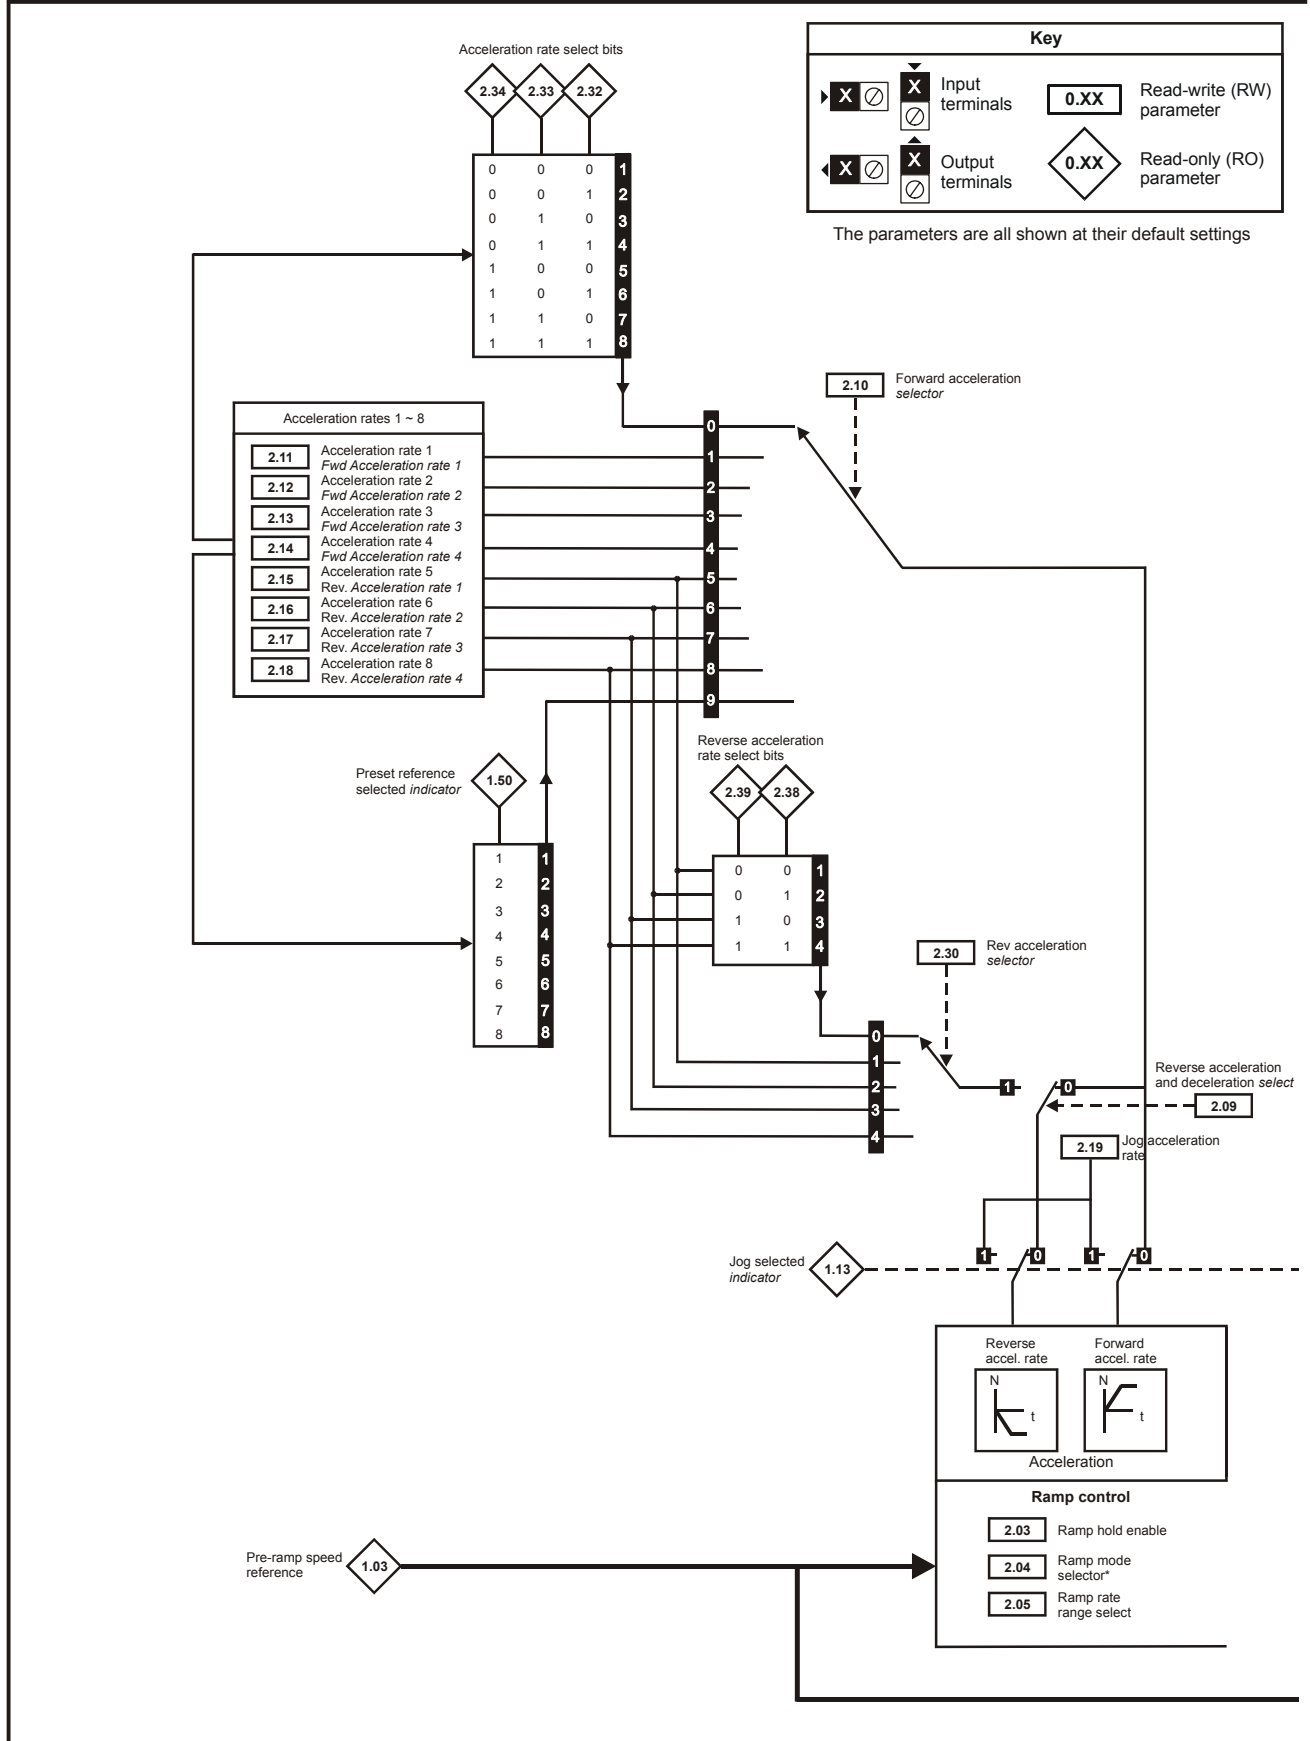 Acceleration rate select bits
2.34 2.33 2.32
0 0 0 1
0 0 1 2
0 1 0 3
0 1 1 4
1 0 0 5
1 0 1 6
1 1 0 7
1 1 1 8
Key
X
X
Input
terminals
0.XX
Read-write (RW)
parameter
X
X
Output
terminals
0.XX
Read-only (RO)
parameter
The parameters are all shown at their default settings
2.10
Forward acceleration
selector
Acceleration rates 1 ~ 8
2.11
Acceleration rate 1
Fwd Acceleration rate 1
2.12
Acceleration rate 2
Fwd Acceleration rate 2
2.13
Acceleration rate 3
Fwd Acceleration rate 3
2.14
Acceleration rate 4
Fwd Acceleration rate 4
2.15
Acceleration rate 5
Rev. Acceleration rate 1
2.16
Acceleration rate 6
Rev. Acceleration rate 2
2.17
Acceleration rate 7
Rev. Acceleration rate 3
2.18
Acceleration rate 8
Rev. Acceleration rate 4
0
1
2
3
4
5
6
7
8
9
Preset reference
selected indicator
1.50
1 1
2 2
3 3
4 4
5 5
6 6
7 7
8 8
Reverse acceleration
rate select bits
2.39 2.38
0 0 1
0 1 2
1 0 3
1 1 4
2.30
Rev acceleration
selector
0
1
2
3
4
1
0
Reverse acceleration
and deceleration select
2.09
2.19
Jog acceleration
rate
Jog selected
indicator
1.13
1 0 1 0
Reverse
accel. rate
N
t
Forward
accel. rate
N
t
Acceleration
Ramp control
2.03
Ramp hold enable
2.04
Ramp mode
selector*
2.05
Ramp rate
range select
Pre-ramp speed
reference
1.03